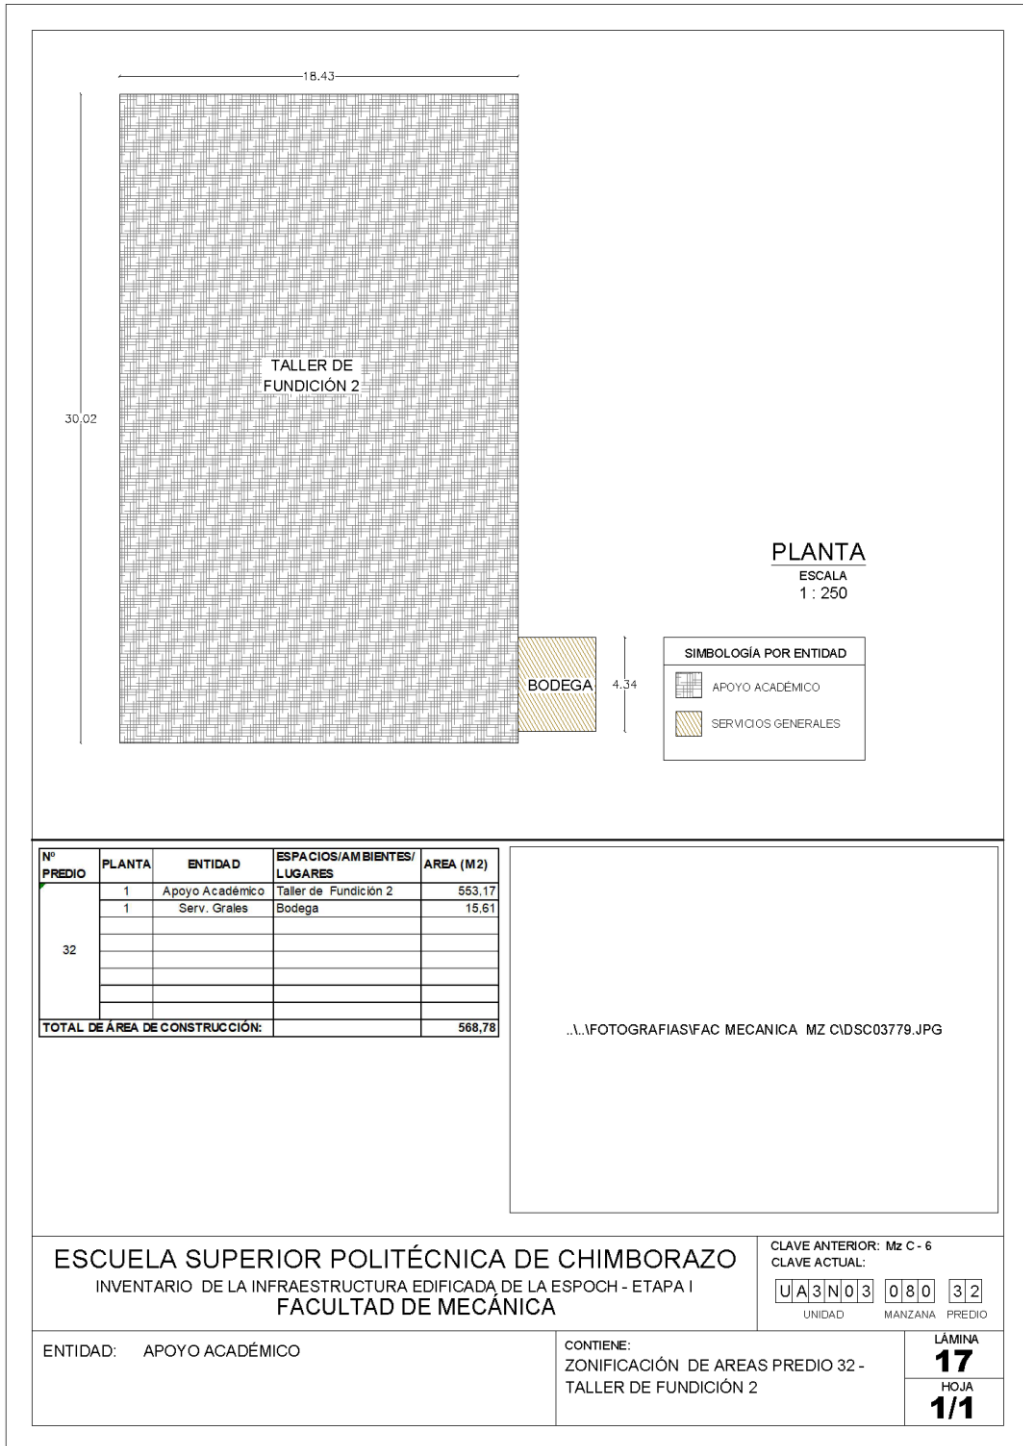 18.43
TALLER DE
FUNDICIÓN 2
30.02
PLANTA
ESCALA
1 : 250
BODEGA
4.34
SIMBOLOGÍA POR ENTIDAD
APOYO ACADÉMICO
SERVICIOS GENERALES
Nº PREDIO PLANTA ENTIDAD ESPACIOS/AMBIENTES/ LUGARES AREA (M2)
1 Apoyo Académico Taller de Fundición 2 553,17
1 Serv. Grales Bodega 15,61
32
TOTAL DE ÁREA DE CONSTRUCCIÓN: 568,78
..\..\FOTOGRAFIAS\FAC MECANICA MZ C\DSC03779.JPG
ESCUELA SUPERIOR POLITÉCNICA DE CHIMBORAZO
INVENTARIO DE LA INFRAESTRUCTURA EDIFICADA DE LA ESPOCH - ETAPA I
FACULTAD DE MECÁNICA
CLAVE ANTERIOR: Mz C - 6
CLAVE ACTUAL:
UA3N03 080 32
UNIDAD MANZANA PREDIO
ENTIDAD: APOYO ACADÉMICO
CONTIENE:
ZONIFICACIÓN DE AREAS PREDIO 32 -
TALLER DE FUNDICIÓN 2
LÁMINA
17
HOJA
1/1